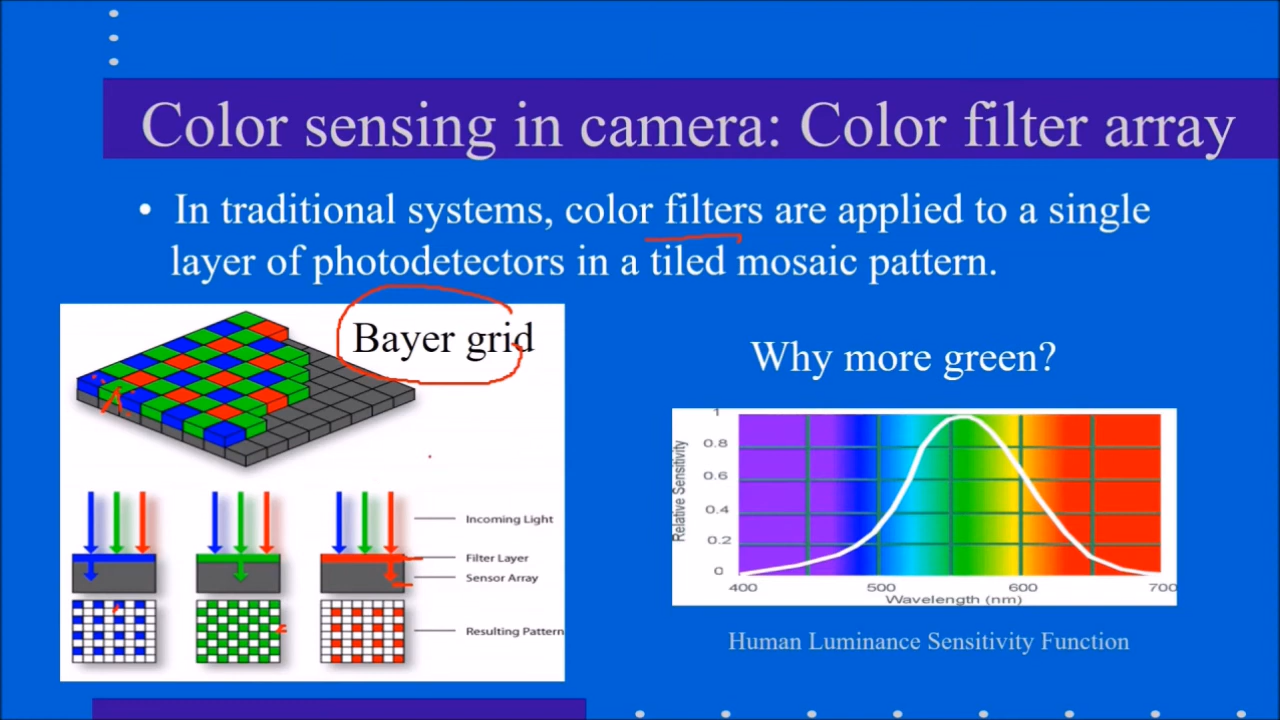 Color sensing in camera: Color filter array
• In traditional systems, color filters are applied to a single
layer of photodetectors in a tiled mosaic pattern.
Bayer grid
Incoming Light
Filter Layer
Sensor Array
Resulting Pattern
Why more green?
Relative Sensitivity
1
0.8
0.6
0.4
0.2
0
400 500 600 700
Wavelength (nm)
Human Luminance Sensitivity Function